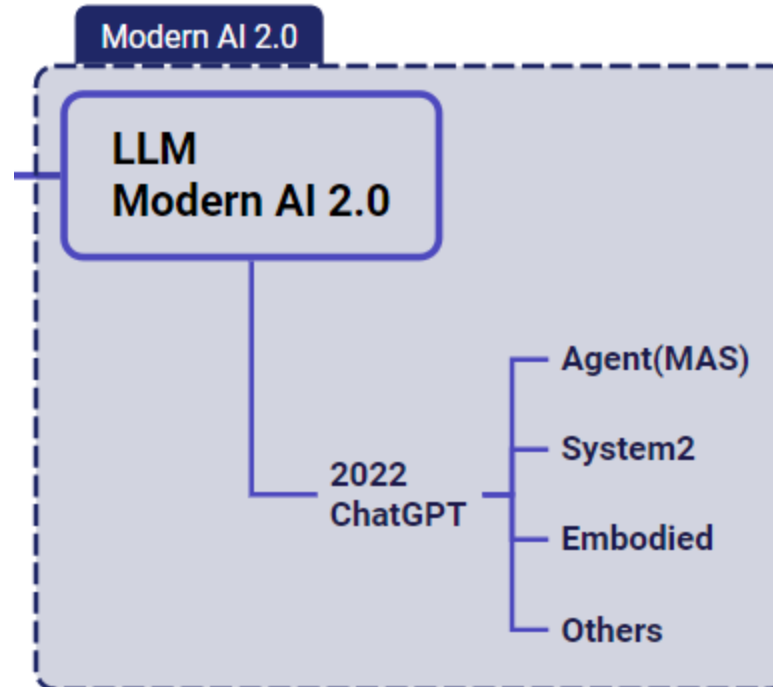 Modern AI 2.0
LLM
Modern AI 2.0
2022
ChatGPT
Agent(MAS)
System2
Embodied
Others